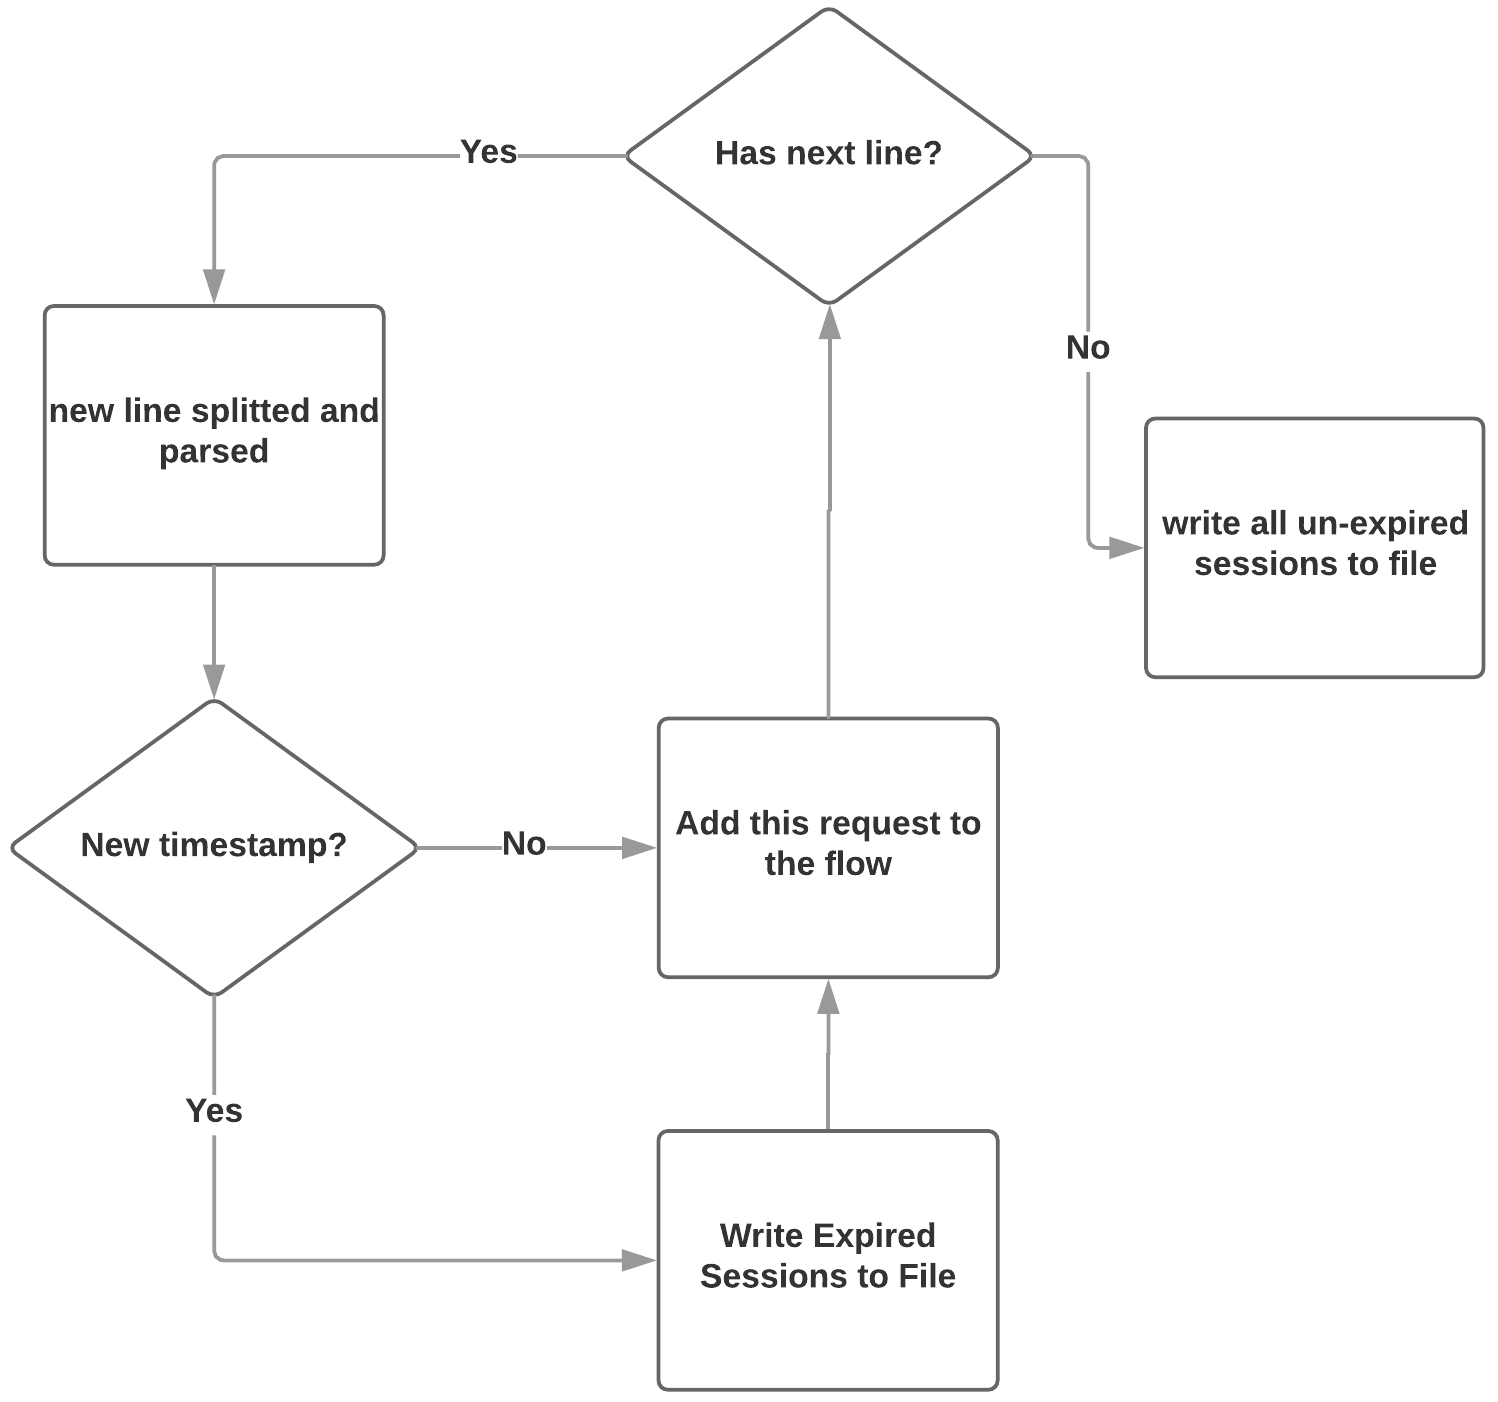 Has next line?
Yes
No
new line splitted and
parsed
write all un-expired
sessions to file
New timestamp?
No
Add this request to
the flow
Yes
Write Expired
Sessions to File